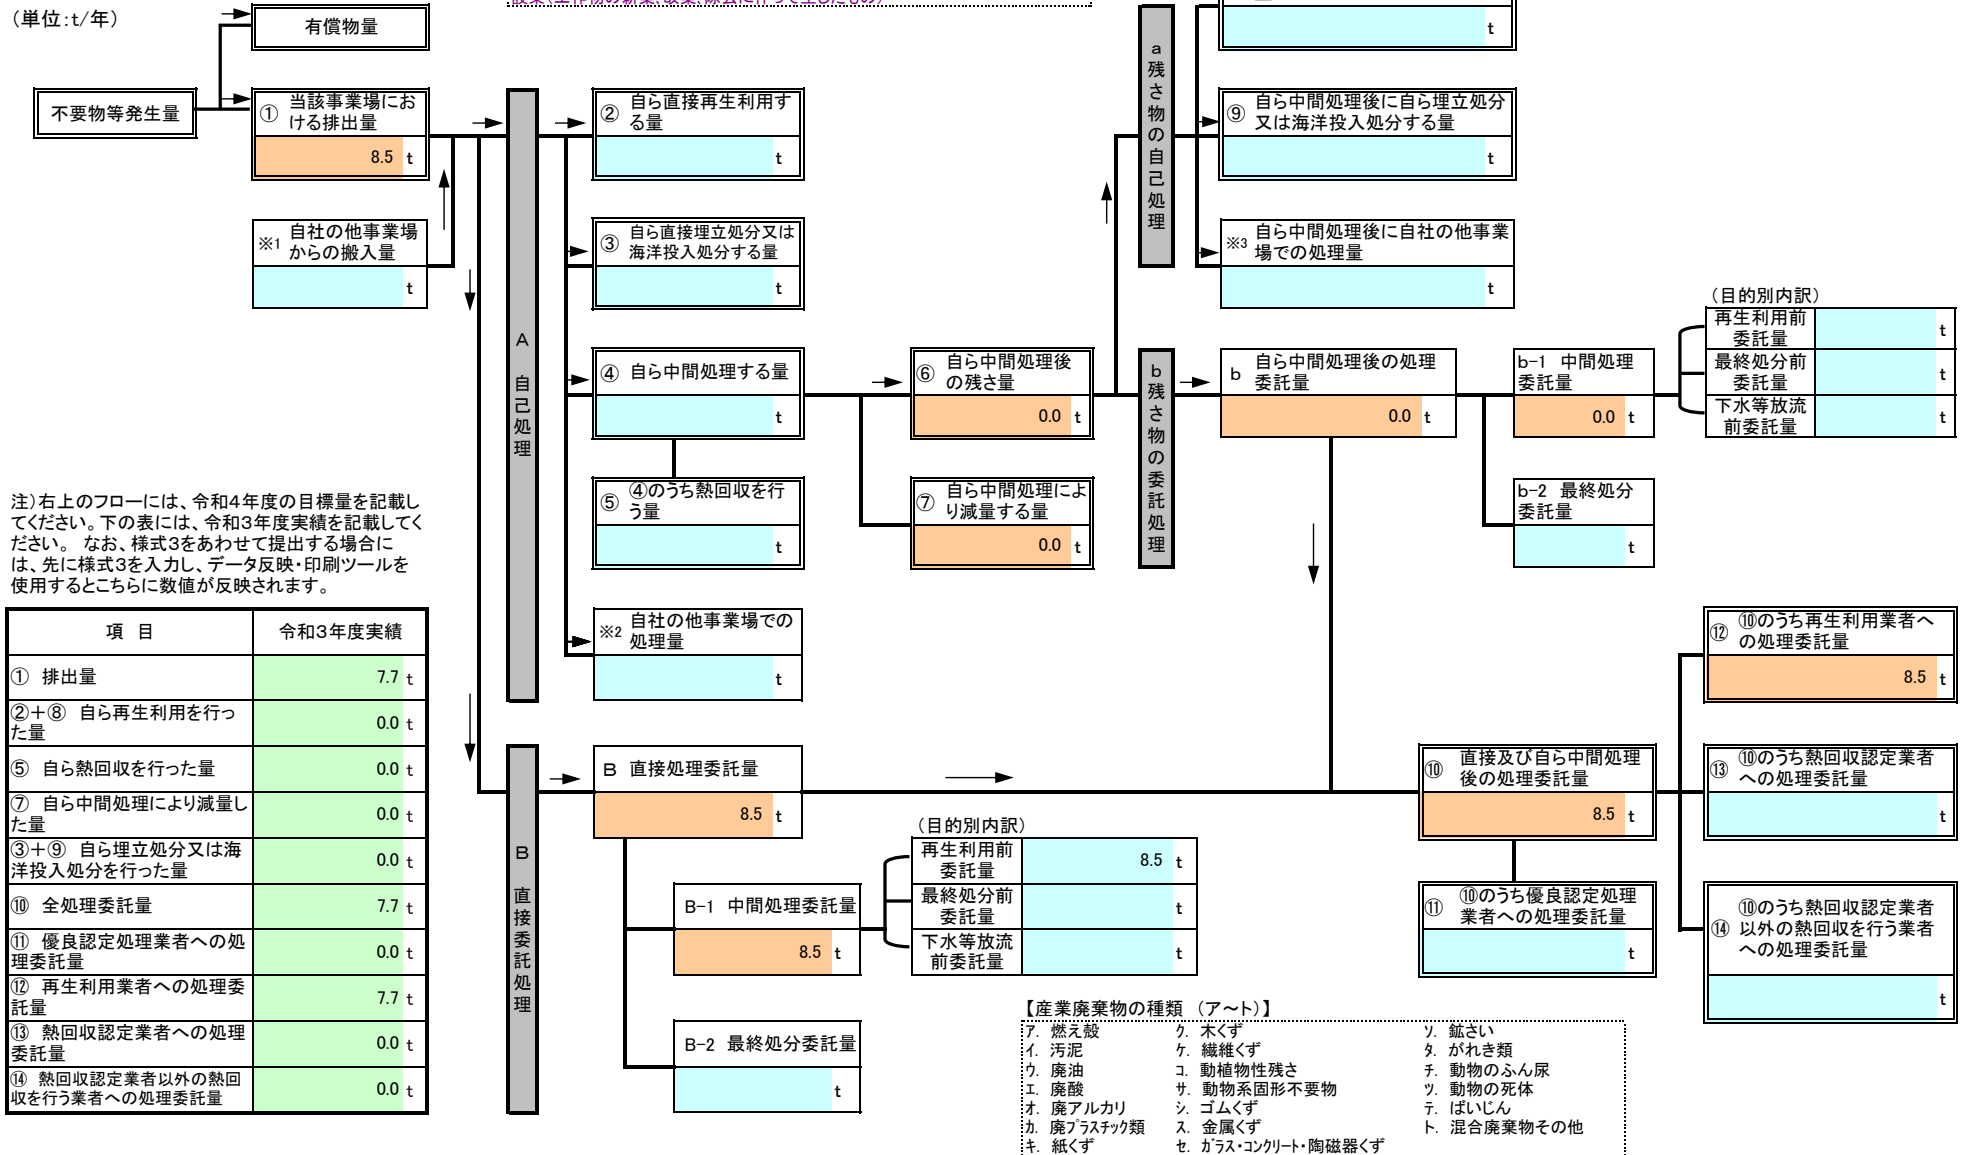 (単位:t/年)
有償物量
不要物等発生量
① 当該事業場にお
ける排出量
8.5 t
※1 自社の他事業場
からの搬入量
t
A 自己処理
② 自ら直接再生利用す
る量
t
③ 自ら直接埋立処分又は
海洋投入処分する量
t
④ 自ら中間処理する量
t
⑤ ④のうち熱回収を行
う量
t
※2 自社の他事業場での
処理量
t
⑥ 自ら中間処理後
の残さ量
0.0 t
⑦ 自ら中間処理によ
り減量する量
0.0 t
a 残さ物の自己処理
t
⑨ 自ら中間処理後に自ら埋立処分
又は海洋投入処分する量
t
※3 自ら中間処理後に自社の他事業
場での処理量
t
b 残さ物の委託処理
b 自ら中間処理後の処理
委託量
0.0 t
b-1 中間処理
委託量
0.0 t
(目的別内訳)
再生利用前
委託量
t
最終処分前
委託量
t
下水等放流
前委託量
t
b-2 最終処分
委託量
t
注)右上のフローには、令和4年度の目標量を記載し
てください。下の表には、令和3年度実績を記載してく
ださい。 なお、様式3をあわせて提出する場合に
は、先に様式3を入力し、データ反映・印刷ツールを
使用するとこちらに数値が反映されます。
項 目 令和3年度実績
① 排出量 7.7 t
②+⑧ 自ら再生利用を行っ
た量 0.0 t
⑤ 自ら熱回収を行った量 0.0 t
⑦ 自ら中間処理により減量し
た量 0.0 t
③+⑨ 自ら埋立処分又は海
洋投入処分を行った量 0.0 t
⑩ 全処理委託量 7.7 t
⑪ 優良認定処理業者への処
理委託量 0.0 t
⑫ 再生利用業者への処理委
託量 7.7 t
⑬ 熱回収認定業者への処理
委託量 0.0 t
⑭ 熱回収認定業者以外の熱回
収を行う業者への処理委託量 0.0 t
B 直接委託処理
B 直接処理委託量
8.5 t
B-1 中間処理委託量
8.5 t
(目的別内訳)
再生利用前
委託量
8.5 t
最終処分前
委託量
t
下水等放流
前委託量
t
B-2 最終処分委託量
t
⑩ 直接及び自ら中間処理
後の処理委託量
8.5 t
⑪ ⑩のうち優良認定処理
業者への処理委託量
t
⑫ ⑩のうち再生利用業者へ
の処理委託量
8.5 t
⑬ ⑩のうち熱回収認定業者
への処理委託量
t
⑭ ⑩のうち熱回収認定業者
以外の熱回収を行う業者
への処理委託量
t
【産業廃棄物の種類 (ア~ト)】
ア. 燃え殻 ク. 木くず ソ. 鉱さい
イ. 汚泥 ケ. 繊維くず タ. がれき類
ウ. 廃油 コ. 動植物性残さ チ. 動物のふん尿
エ. 廃酸 サ. 動物系固形不要物 ツ. 動物の死体
オ. 廃アルカリ シ. ゴムくず テ. ばいじん
カ. 廃プラスチック類 ス. 金属くず ト. 混合廃棄物その他
キ. 紙くず セ. ガラス・コンクリート・陶磁器くず